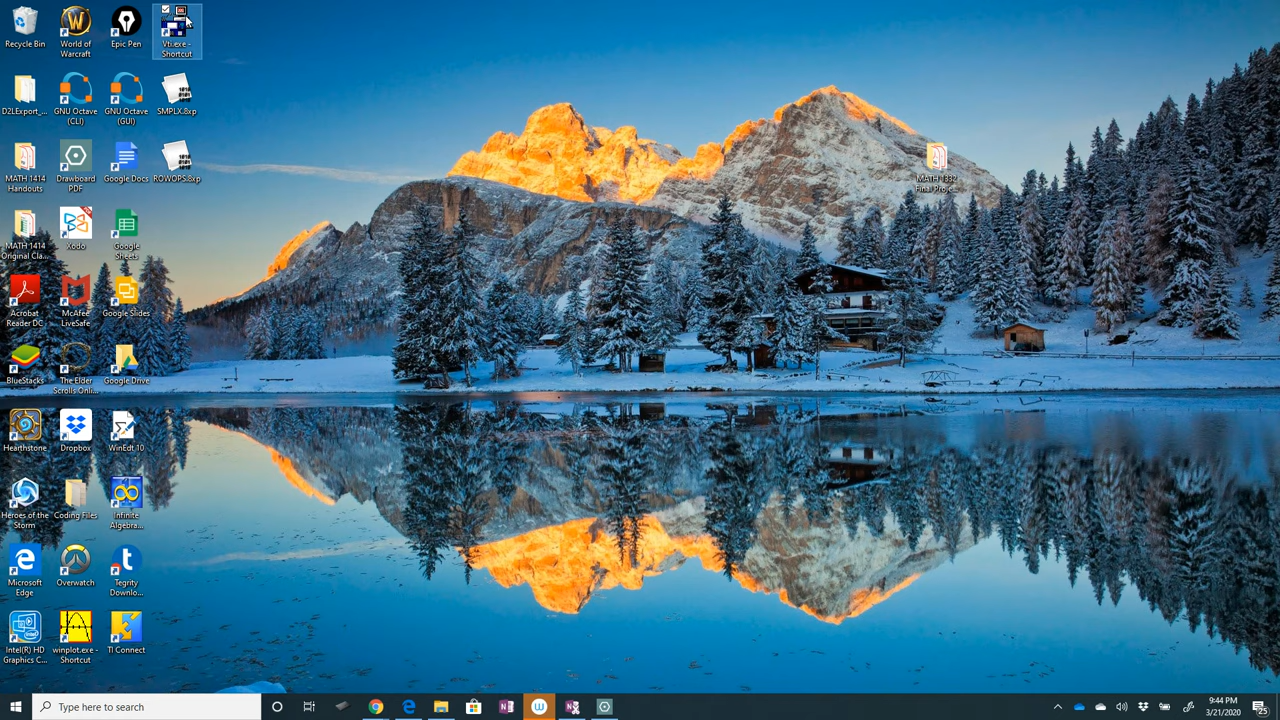 Recycle Bin
World of
Warcraft
Epic Pen
Vti.exe -
Shortcut
D2LExport_...
GNU Octave
(CLI)
GNU Octave
(GUI)
SMPLX.8xp
MATH 1414
Handouts
Drawboard
PDF
Google Docs
ROWOPS.8xp
MATH 1332
Final Proje...
MATH 1414
Original Cla...
Xodo
Google
Sheets
Acrobat
Reader DC
McAfee
LiveSafe
Google Slides
BlueStacks
The Elder
Scrolls Onli...
Google Drive
Hearthstone
Dropbox
WinEdt 10
Heroes of the
Storm
Coding Files
Infinite
Algebra...
Microsoft
Edge
Overwatch
Tegrity
Downlo...
Intel(R) HD
Graphics C...
winplot.exe -
Shortcut
TI Connect
Type here to search
9:44 PM
3/21/2020
25